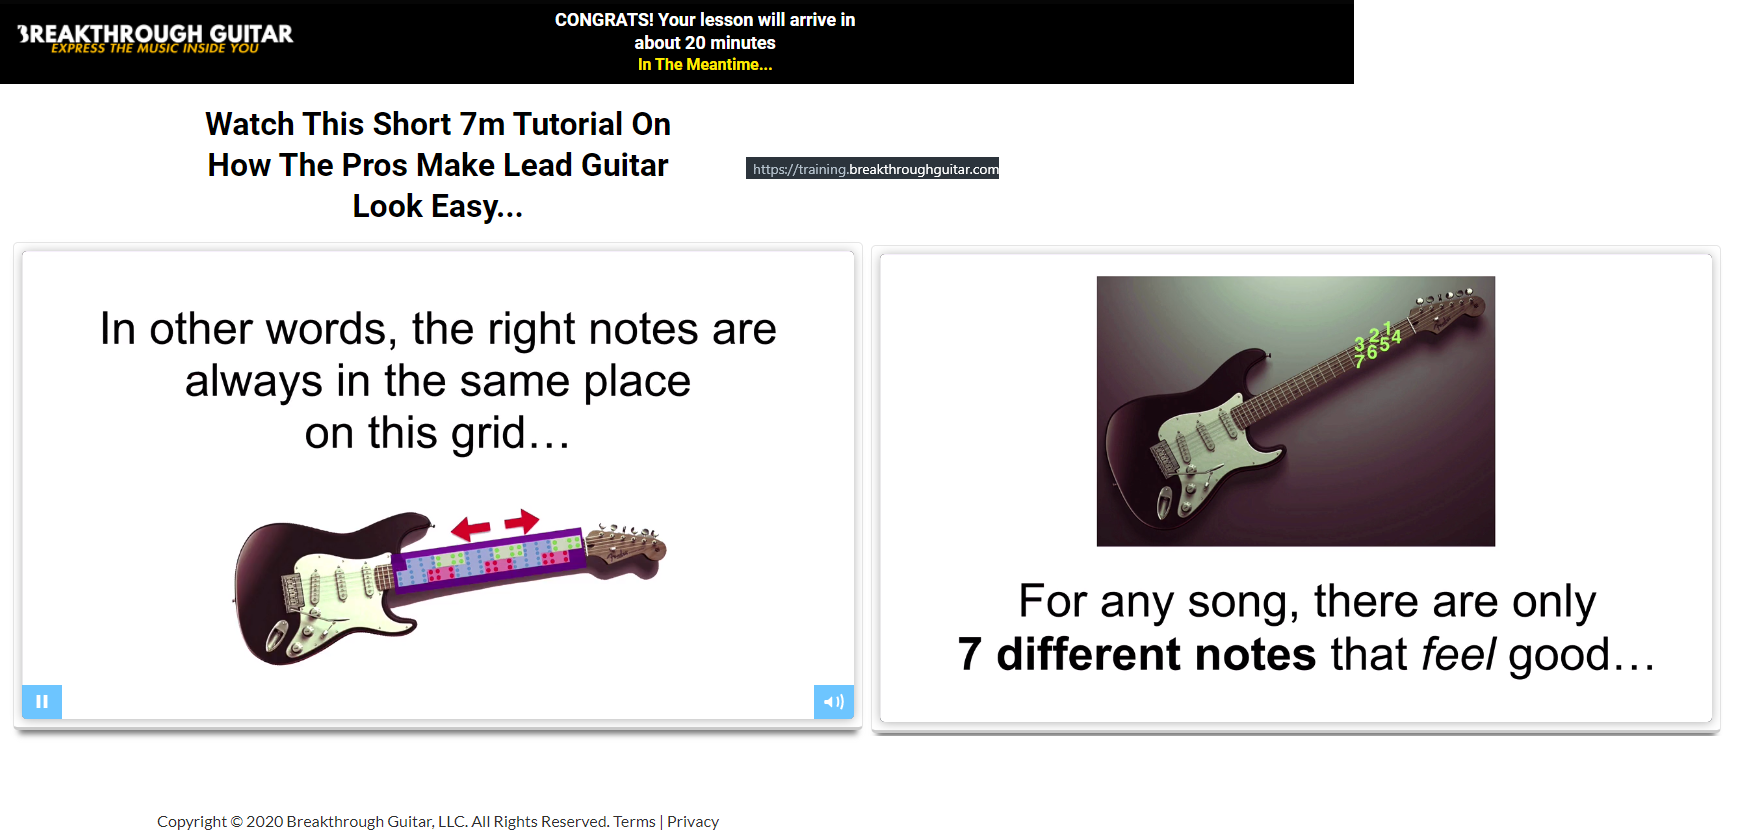 BREAKTHROUGH GUITAR
EXPRESS THE MUSIC INSIDE YOU
CONGRATS! Your lesson will arrive in
about 20 minutes
In The Meantime...
Watch This Short 7m Tutorial On
How The Pros Make Lead Guitar
Look Easy...
https://training.breakthroughguitar.com
In other words, the right notes are
always in the same place
on this grid...
3 2 1
7 6 5 4
For any song, there are only
7 different notes that feel good...
Copyright © 2020 Breakthrough Guitar, LLC. All Rights Reserved. Terms | Privacy